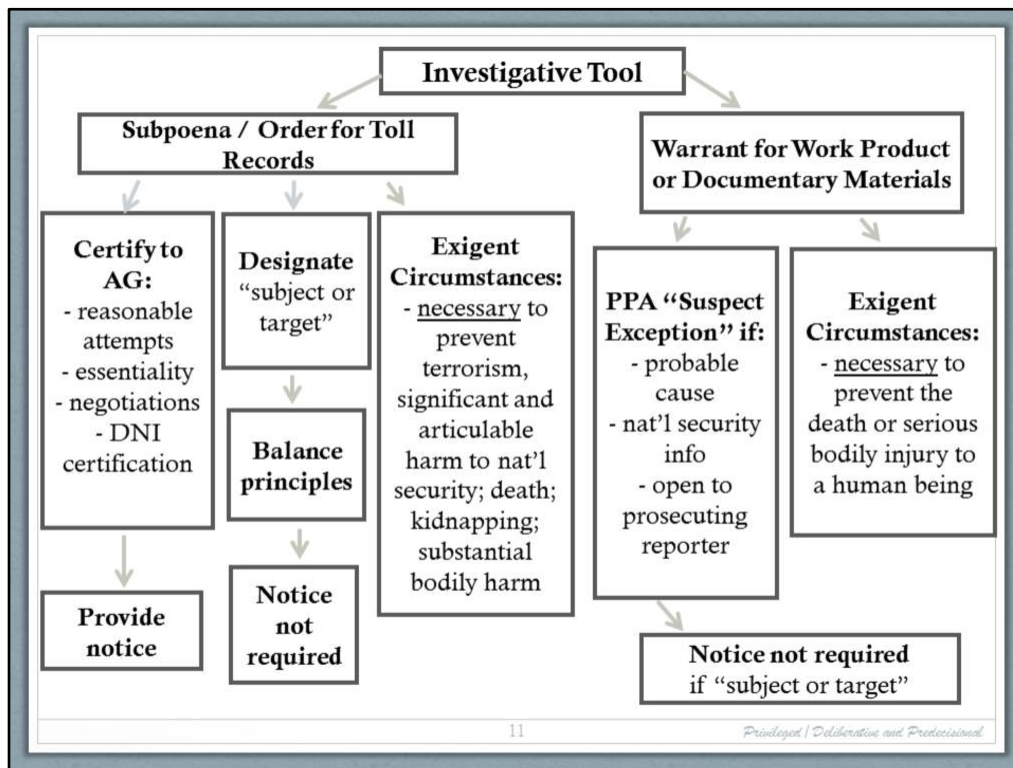 Investigative Tool
Subpoena / Order for Toll
Records
Warrant for Work Product
or Documentary Materials
Certify to
AG:
- reasonable
attempts
- essentiality
- negotiations
- DNI
certification
Provide
notice
Designate
“subject or
target”
Balance
principles
Notice
not
required
Exigent
Circumstances:
- necessary to
prevent
terrorism,
significant and
articulable
harm to nat’l
security; death;
kidnapping;
substantial
bodily harm
PPA “Suspect
Exception” if:
- probable
cause
- nat’l security
info
- open to
prosecuting
reporter
Exigent
Circumstances:
- necessary to
prevent the
death or serious
bodily injury to
a human being
Notice not required
if “subject or target”
11
Privileged / Deliberative and Predecisional